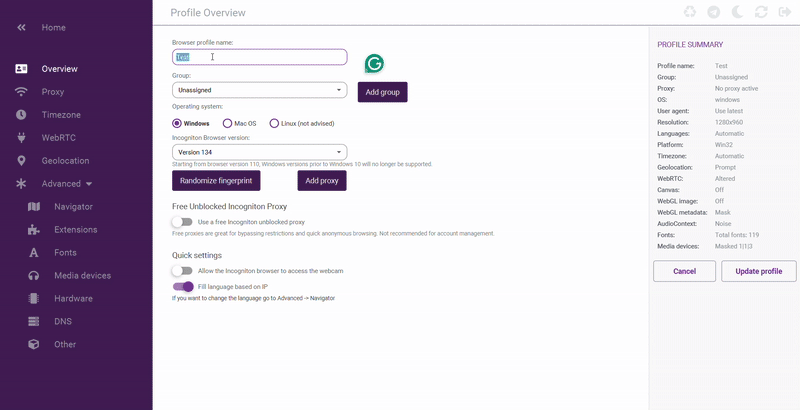 Home
Overview
Proxy
Timezone
WebRTC
Geolocation
Advanced
Navigator
Extensions
Fonts
Media devices
Hardware
DNS
Other
Profile Overview
Browser profile name:
Test
Group:
Unassigned
Add group
Operating system:
Windows Mac OS Linux (not advised)
Incogniton Browser version:
Version 134
Starting from browser version 110, Windows versions prior to Windows 10 will no longer be supported.
Randomize fingerprint Add proxy
Free Unblocked Incogniton Proxy
Use a free Incogniton unblocked proxy
Free proxies are great for bypassing restrictions and quick anonymous browsing. Not recommended for account management.
Quick settings
Allow the Incogniton browser to access the webcam
Fill language based on IP
If you want to change the language go to Advanced -> Navigator
PROFILE SUMMARY
Profile name: Test
Group: Unassigned
Proxy: No proxy active
OS: windows
User agent: Use latest
Resolution: 1280x960
Languages: Automatic
Platform: Win32
Timezone: Automatic
Geolocation: Prompt
WebRTC: Altered
Canvas: Off
WebGL image: Off
WebGL metadata: Mask
AudioContext: Noise
Fonts: Total fonts: 119
Media devices: Masked 1|1|3
Cancel Update profile